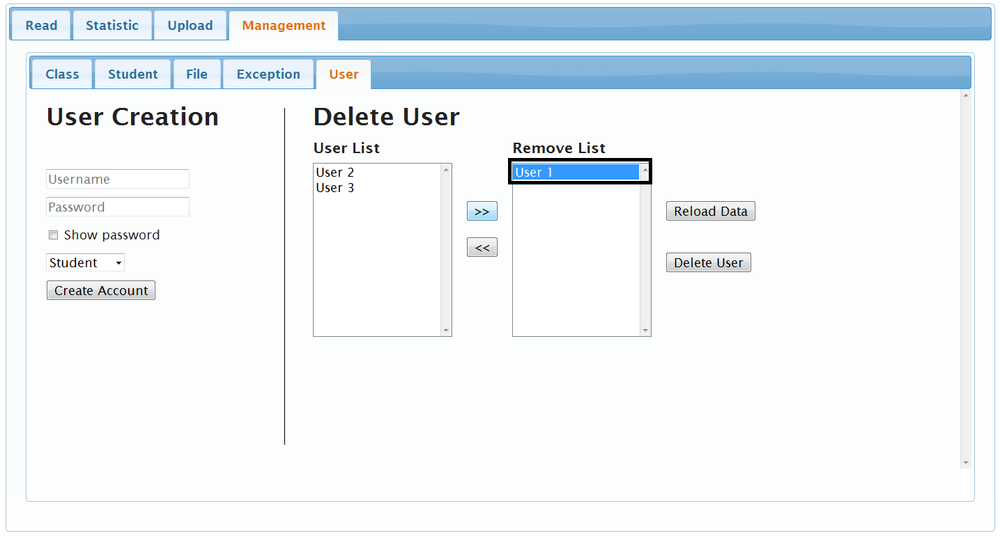 Read Statistic Upload Management
Class Student File Exception User
User Creation
Username
Password
Show password
Student
Create Account
Delete User
User List
User 2
User 3
>>
<<
Remove List
User 1
Reload Data
Delete User